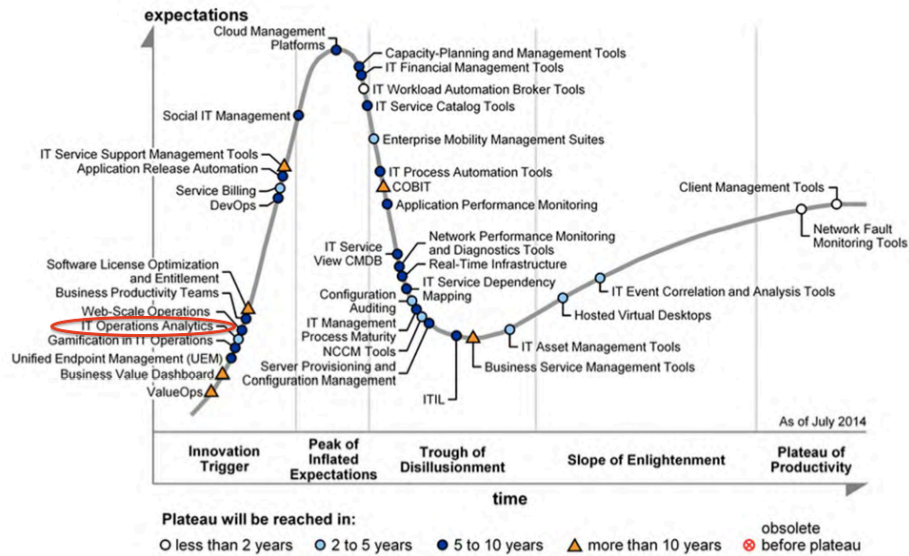 expectations
Cloud Management
Platforms
Capacity-Planning and Management Tools
IT Financial Management Tools
IT Workload Automation Broker Tools
IT Service Catalog Tools
Social IT Management
Enterprise Mobility Management Suites
IT Service Support Management Tools
Application Release Automation
Service Billing
DevOps
IT Process Automation Tools
COBIT
Application Performance Monitoring
Client Management Tools
Network Fault
Monitoring Tools
IT Service
View CMDB
Network Performance Monitoring
and Diagnostics Tools
Real-Time Infrastructure
IT Service Dependency
Mapping
Configuration
Auditing
IT Management
Process Maturity
NCCM Tools
Server Provisioning and
Configuration Management
ITIL
Software License Optimization
and Entitlement
Business Productivity Teams
Web-Scale Operations
IT Operations Analytics
Gamification in IT Operations
Unified Endpoint Management (UEM)
Business Value Dashboard
ValueOps
IT Event Correlation and Analysis Tools
Hosted Virtual Desktops
IT Asset Management Tools
Business Service Management Tools
As of July 2014
Innovation
Trigger
Peak of
Inflated
Expectations
Trough of
Disillusionment
Slope of Enlightenment
Plateau of
Productivity
time
Plateau will be reached in:
less than 2 years
2 to 5 years
5 to 10 years
more than 10 years
obsolete
before plateau